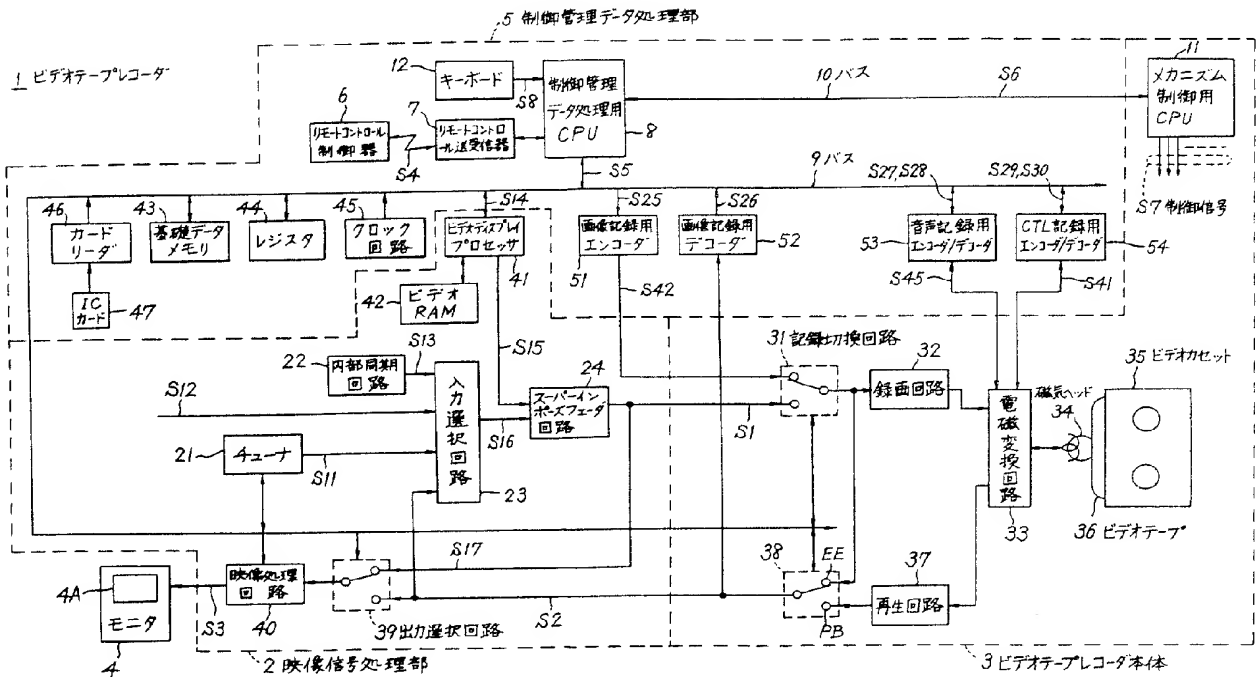 5 制御管理データ処理部
1 ビデオテープレコーダ
12
キーボード
S8
制御管理
データ処理用
CPU
8
10 バス
S6
11
メカニズム
制御用
CPU
6
リモートコントロール
制御器
7
リモートコントロ
ール送受信器
S4
S5
9 バス
S7 制御信号
46
カード
リーダ
43
基礎データ
メモリ
44
レジスタ
45
クロック
回路
S14
ビデオディスプレイ
プロセッサ
41
S25
画像記録用
エンコーダ
51
S26
画像記録用
デコーダ
52
S27,S28
音声記録用
エンコーダ/デコーダ
53
S29,S30
CTL記録用
エンコーダ/デコーダ
54
IC
カード
47
42
ビデオ
RAM
S42
S45
S41
22
内部同期
回路
S13
S15
S12
入力選択回路
23
24
スーパーイン
ポーズフェーダ
回路
S16
31 記録切換回路
32
録画回路
S1
電磁変換回路
33
磁気ヘッド
34
35 ビデオカセット
36 ビデオテープ
21
チューナ
S11
S17
38
EE
PB
37
再生回路
S2
4A
モニタ
4
S3
映像処理
回路
40
39 出力選択回路
2 映像信号処理部
3 ビデオテープレコーダ本体